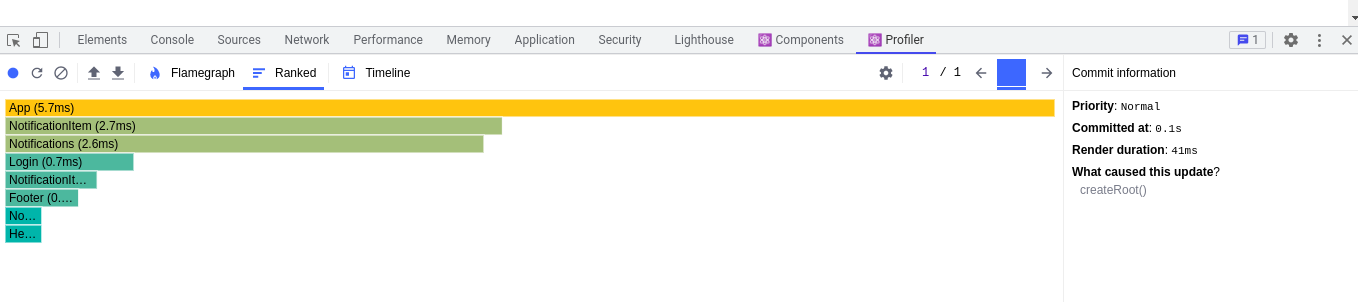 Elements Console Sources Network Performance Memory Application Security Lighthouse Components Profiler 1
Flamegraph Ranked Timeline 1 / 1
Commit information
App (5.7ms)
NotificationItem (2.7ms)
Notifications (2.6ms)
Login (0.7ms)
NotificationIt…
Footer (0.…
No…
He…
Priority: Normal
Committed at: 0.1s
Render duration: 41ms
What caused this update?
createRoot()